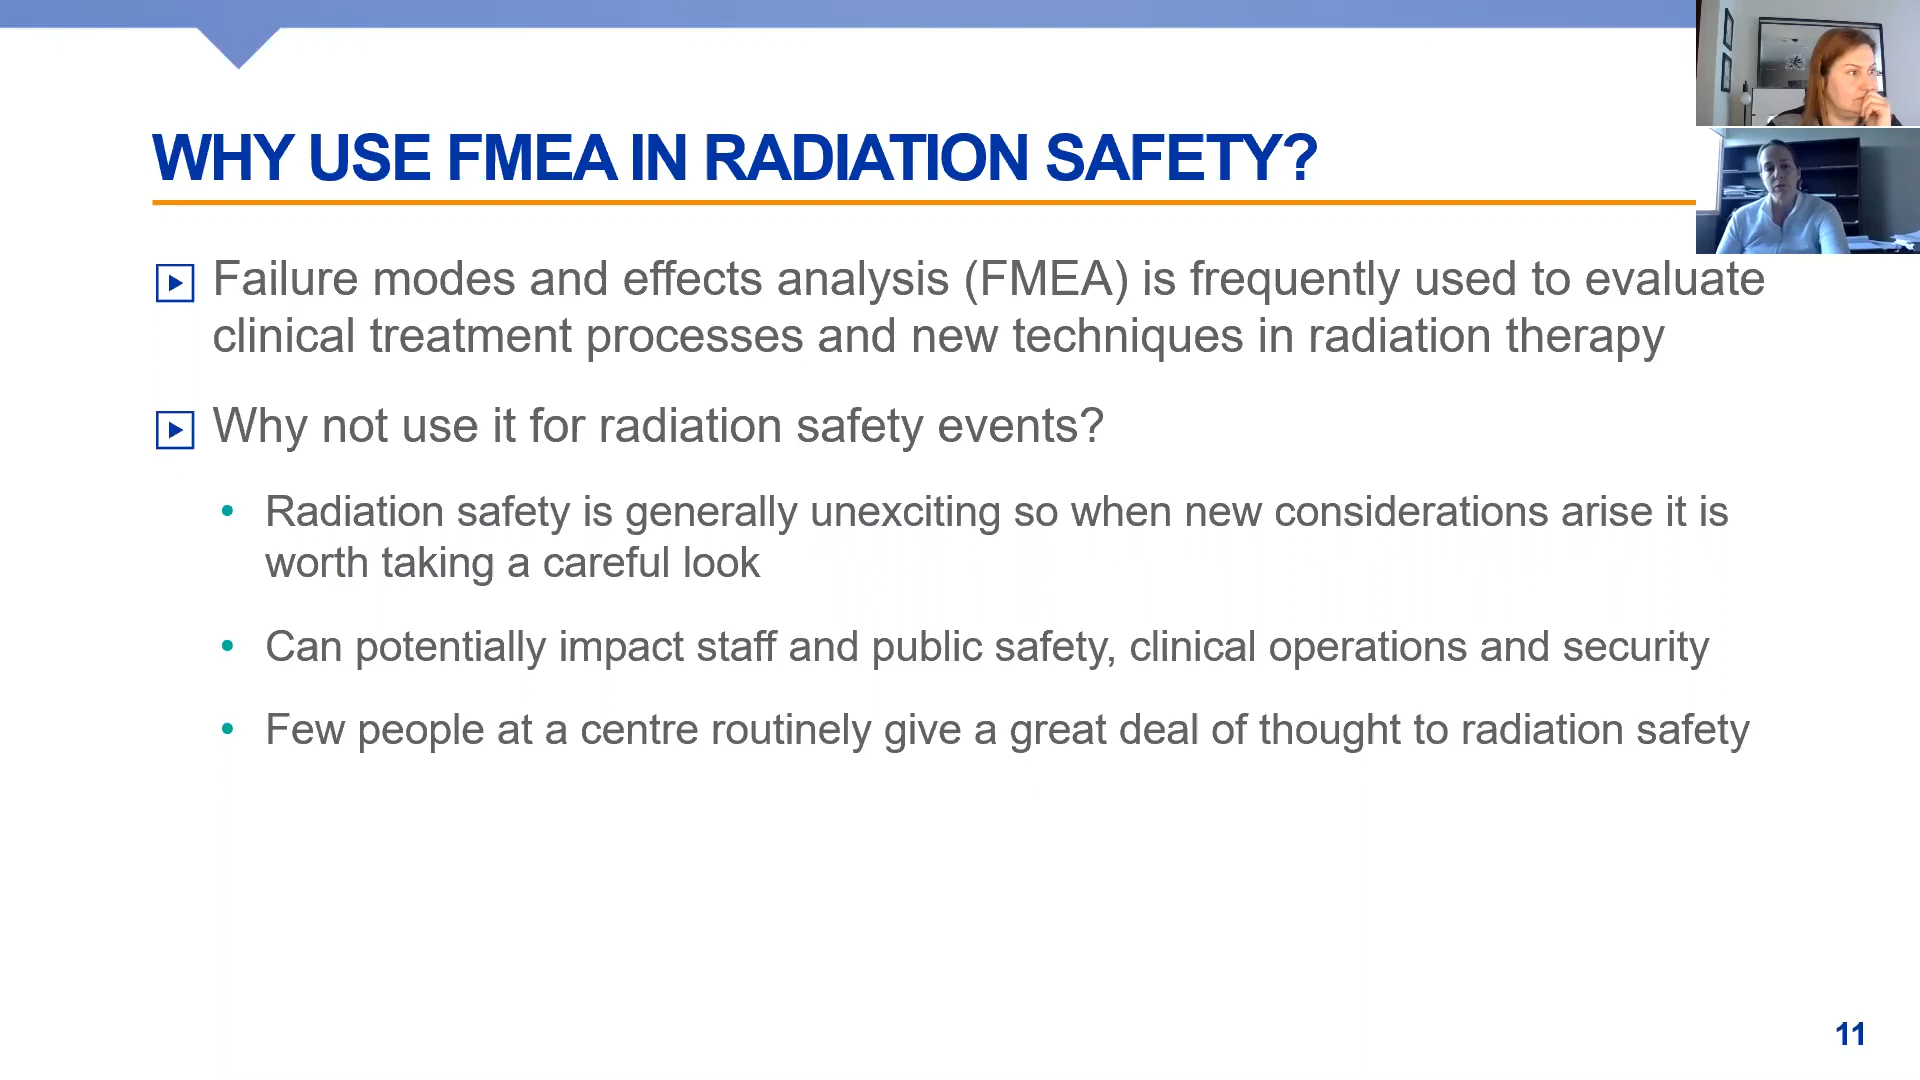 WHY USE FMEA IN RADIATION SAFETY?
Failure modes and effects analysis (FMEA) is frequently used to evaluate
clinical treatment processes and new techniques in radiation therapy
Why not use it for radiation safety events?
• Radiation safety is generally unexciting so when new considerations arise it is
worth taking a careful look
• Can potentially impact staff and public safety, clinical operations and security
• Few people at a centre routinely give a great deal of thought to radiation safety
11